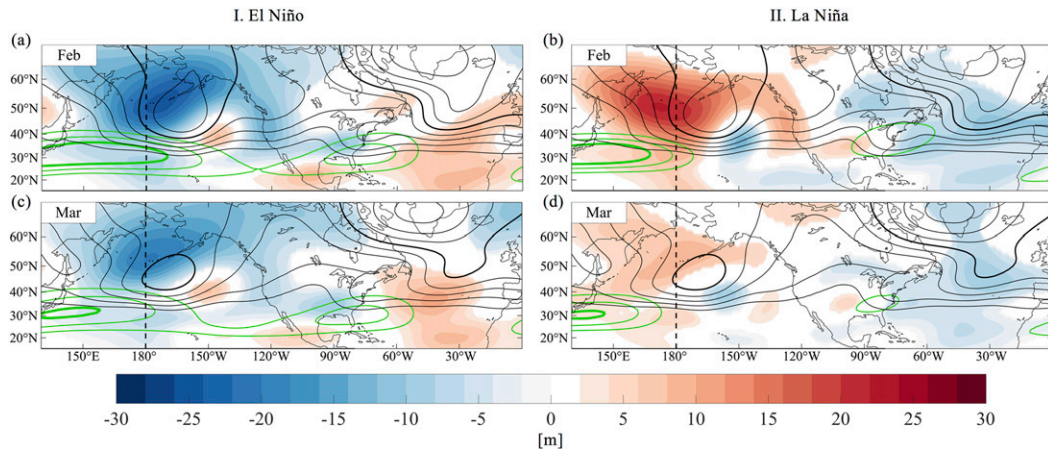 I. El Niño
II. La Niña
(a)
Feb
(b)
Feb
60°N
50°N
40°N
30°N
20°N
60°N
50°N
40°N
30°N
20°N
(c)
Mar
(d)
Mar
60°N
50°N
40°N
30°N
20°N
60°N
50°N
40°N
30°N
20°N
150°E 180° 150°W 120°W 90°W 60°W 30°W
150°E 180° 150°W 120°W 90°W 60°W 30°W
-30 -25 -20 -15 -10 -5 0 5 10 15 20 25 30
[m]